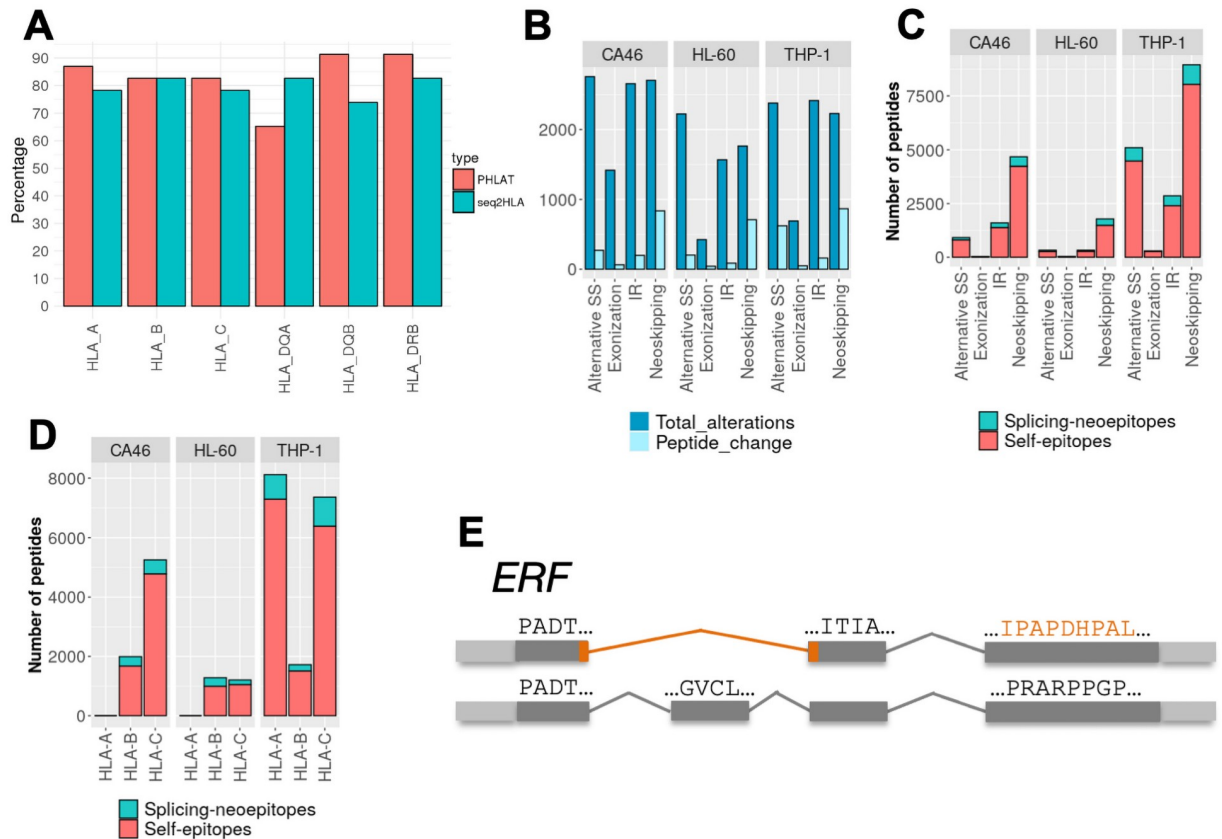 A
Percentage
90
80
70
60
50
40
30
20
10
0
HLA_A
HLA_B
HLA_C
HLA_DQA
HLA_DQB
HLA_DRB
type
PHLAT
seq2HLA
B
CA46
HL-60
THP-1
2000
1000
0
Alternative SS
Exonization
IR
Neoskipping
Alternative SS
Exonization
IR
Neoskipping
Alternative SS
Exonization
IR
Neoskipping
Total_alterations
Peptide_change
C
CA46
HL-60
THP-1
Number of peptides
7500
5000
2500
0
Alternative SS
Exonization
IR
Neoskipping
Alternative SS
Exonization
IR
Neoskipping
Alternative SS
Exonization
IR
Neoskipping
Splicing-neoepitopes
Self-epitopes
D
CA46
HL-60
THP-1
Number of peptides
8000
6000
4000
2000
0
HLA-A
HLA-B
HLA-C
HLA-A
HLA-B
HLA-C
HLA-A
HLA-B
HLA-C
Splicing-neoepitopes
Self-epitopes
E
ERF
PADT... ...ITIA... ...IPAPDHPAL...
PADT... ...GVCL... ...PRARPPGP...